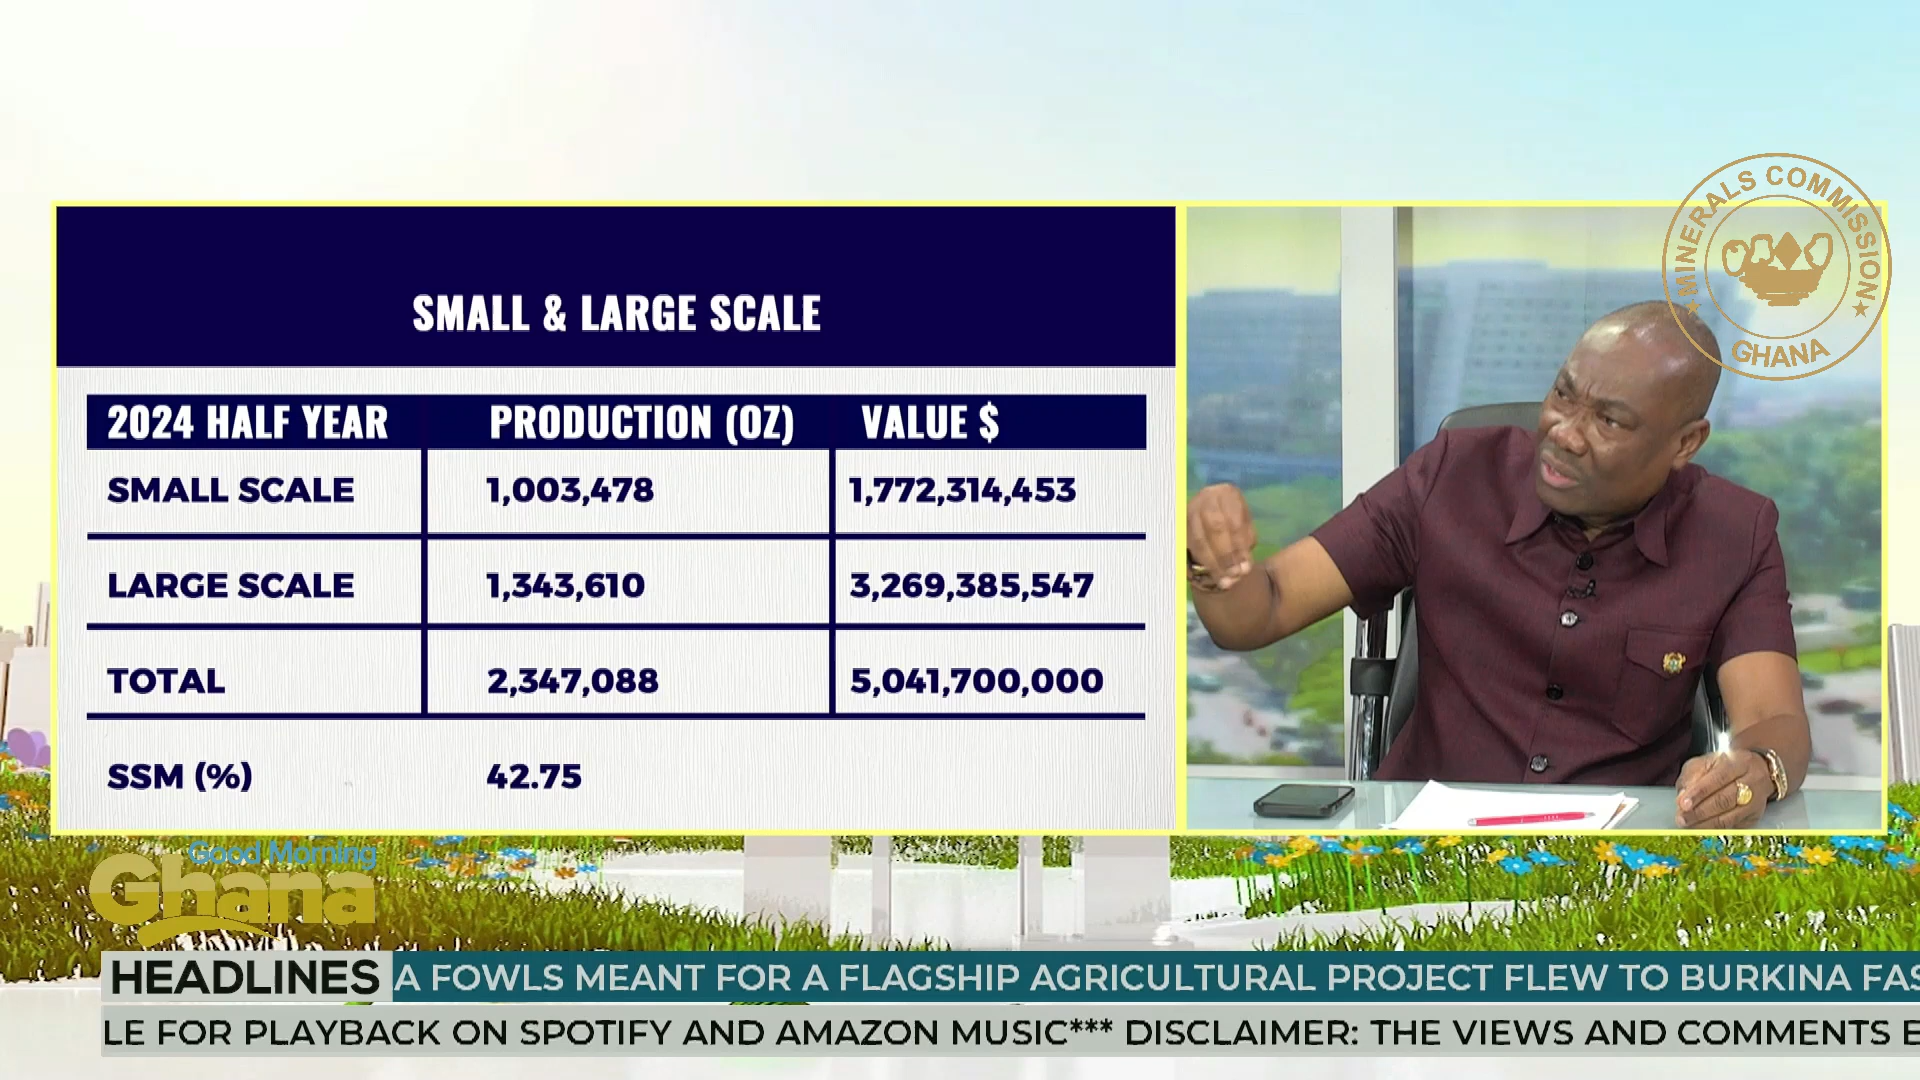 MINERALS COMMISSION
GHANA
SMALL & LARGE SCALE
2024 HALF YEAR PRODUCTION (OZ) VALUE $
SMALL SCALE 1,003,478 1,772,314,453
LARGE SCALE 1,343,610 3,269,385,547
TOTAL 2,347,088 5,041,700,000
SSM (%) 42.75
Good Morning
Ghana
HEADLINES A FOWLS MEANT FOR A FLAGSHIP AGRICULTURAL PROJECT FLEW TO BURKINA FAS
LE FOR PLAYBACK ON SPOTIFY AND AMAZON MUSIC*** DISCLAIMER: THE VIEWS AND COMMENTS E